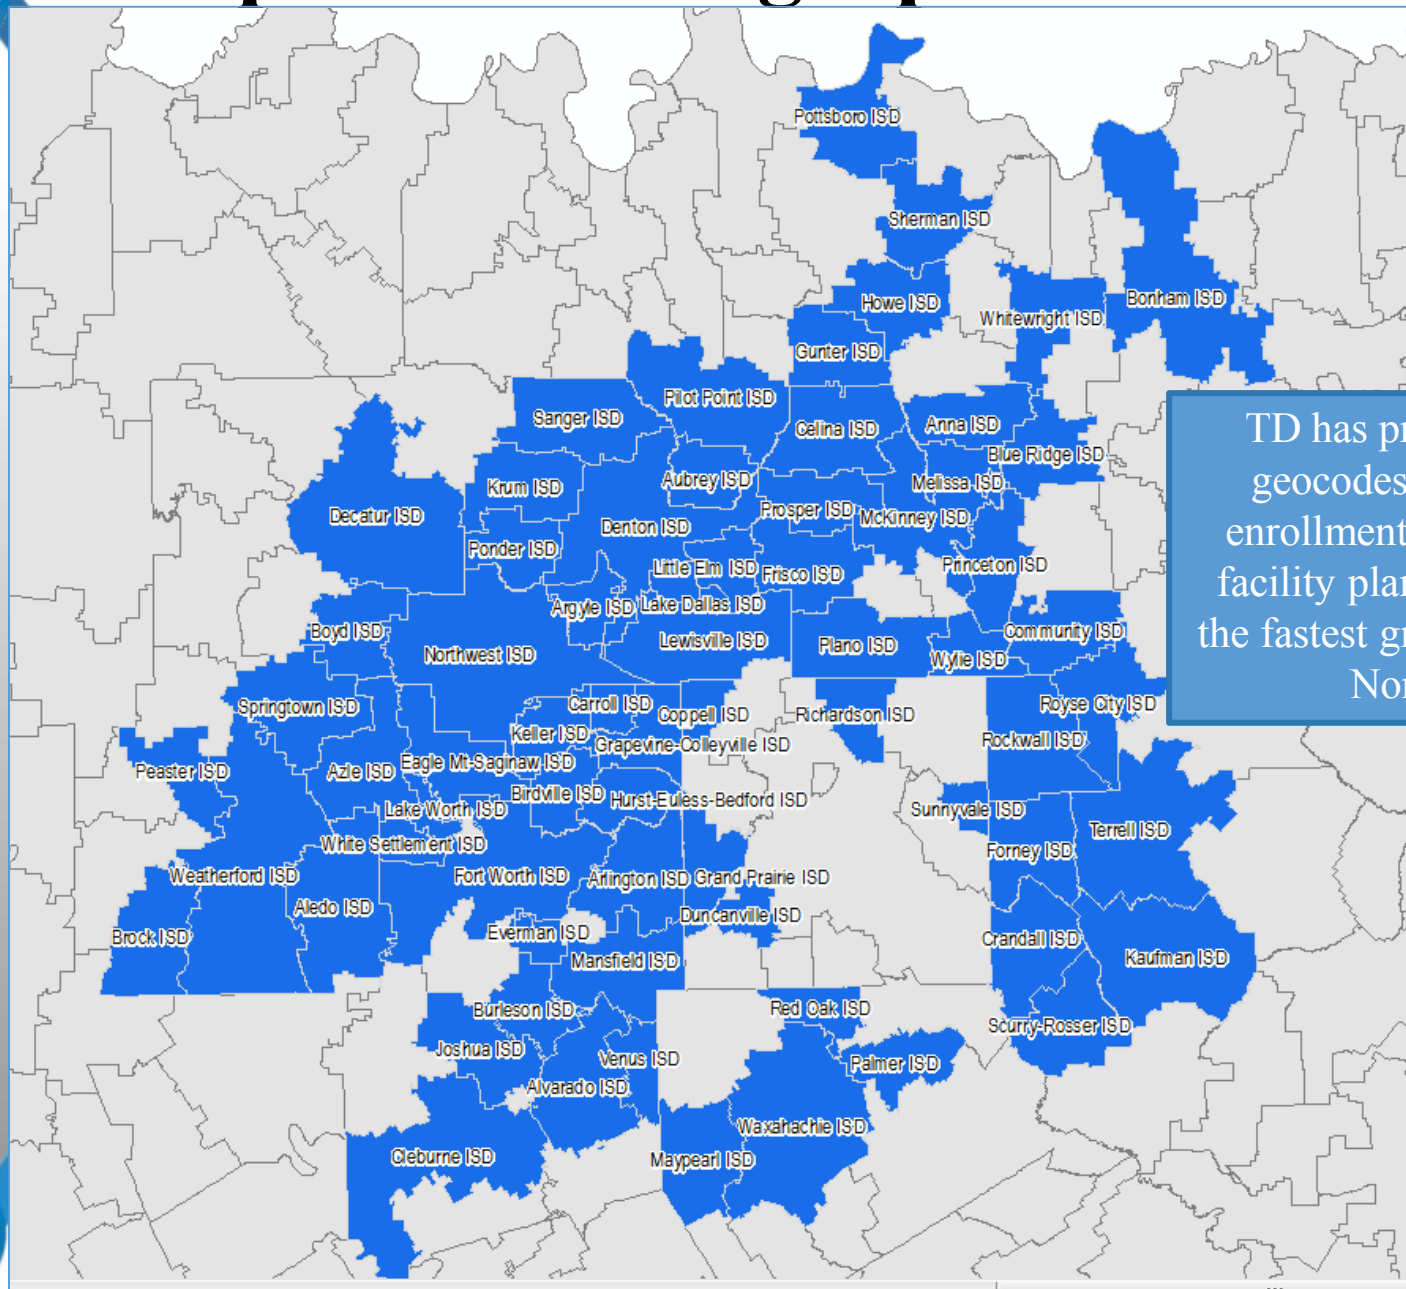 Pottsboro ISD
Sherman ISD
Howe ISD
Whitewright ISD
Bonham ISD
Gunter ISD
Pilot Point ISD
Sanger ISD
Celina ISD
Anna ISD
Blue Ridge ISD
Aubrey ISD
Melissa ISD
Krum ISD
Decatur ISD
Prosper ISD
McKinney ISD
Denton ISD
Ponder ISD
Little Elm ISD
Frisco ISD
Princeton ISD
Argyle ISD
Lake Dallas ISD
Boyd ISD
Community ISD
Lewisville ISD
Plano ISD
Northwest ISD
Wylie ISD
Springtown ISD
Carroll ISD
Coppell ISD
Richardson ISD
Royse City ISD
Keller ISD
Grapevine-Colleyville ISD
Rockwall ISD
Peaster ISD
Azle ISD
Eagle Mt-Saginaw ISD
Birdville ISD
Hurst-Euless-Bedford ISD
Lake Worth ISD
Sunnyvale ISD
Terrell ISD
White Settlement ISD
Forney ISD
Weatherford ISD
Fort Worth ISD
Arlington ISD
Grand Prairie ISD
Aledo ISD
Duncanville ISD
Brock ISD
Everman ISD
Crandall ISD
Mansfield ISD
Kaufman ISD
Burleson ISD
Red Oak ISD
Scurry-Rosser ISD
Joshua ISD
Venus ISD
Palmer ISD
Alvarado ISD
Waxahachie ISD
Cleburne ISD
Maypearl ISD
TD has
geocodes
enrollment
facility
the fastest